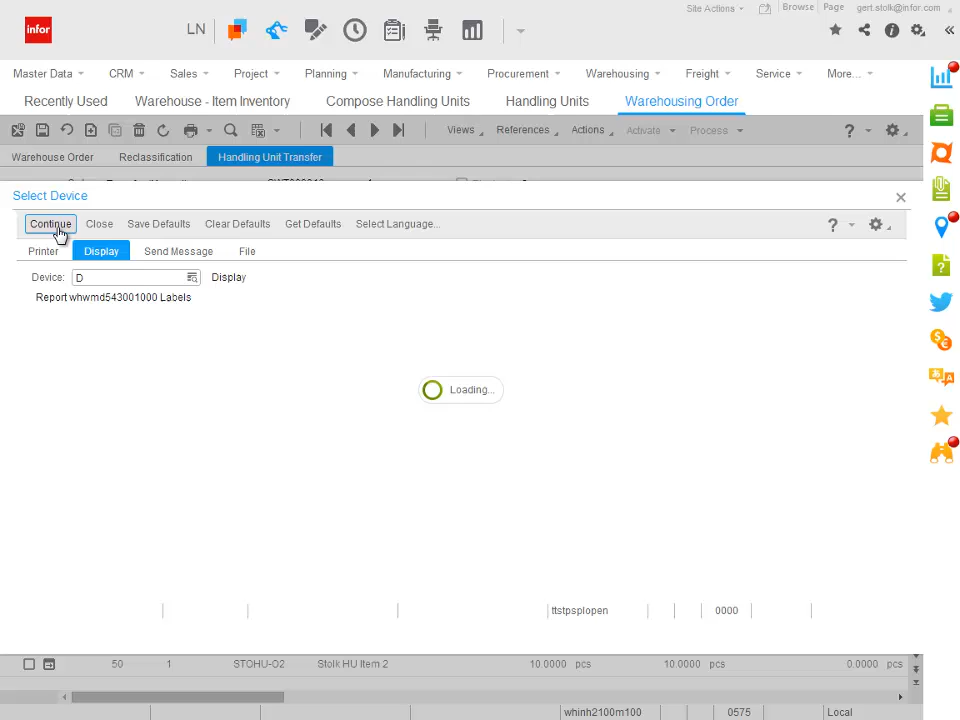 Site Actions Browse Page gert.stolk@infor.com
infor LN
Master Data CRM Sales Project Planning Manufacturing Procurement Warehousing Freight Service More...
Recently Used Warehouse - Item Inventory Compose Handling Units Handling Units Warehousing Order
Views References Actions Activate Process ?
Warehouse Order Reclassification Handling Unit Transfer
Select Device
Continue Close Save Defaults Clear Defaults Get Defaults Select Language... ?
Printer Display Send Message File
Device: D Display
Report whwmd543001000 Labels
Loading...
ttstpsplopen 0000
50 1 STOHU-02 Stolk HU Item 2 10.0000 pcs 10.0000 pcs 0.0000 pcs
whinh2100m100 0575 Local